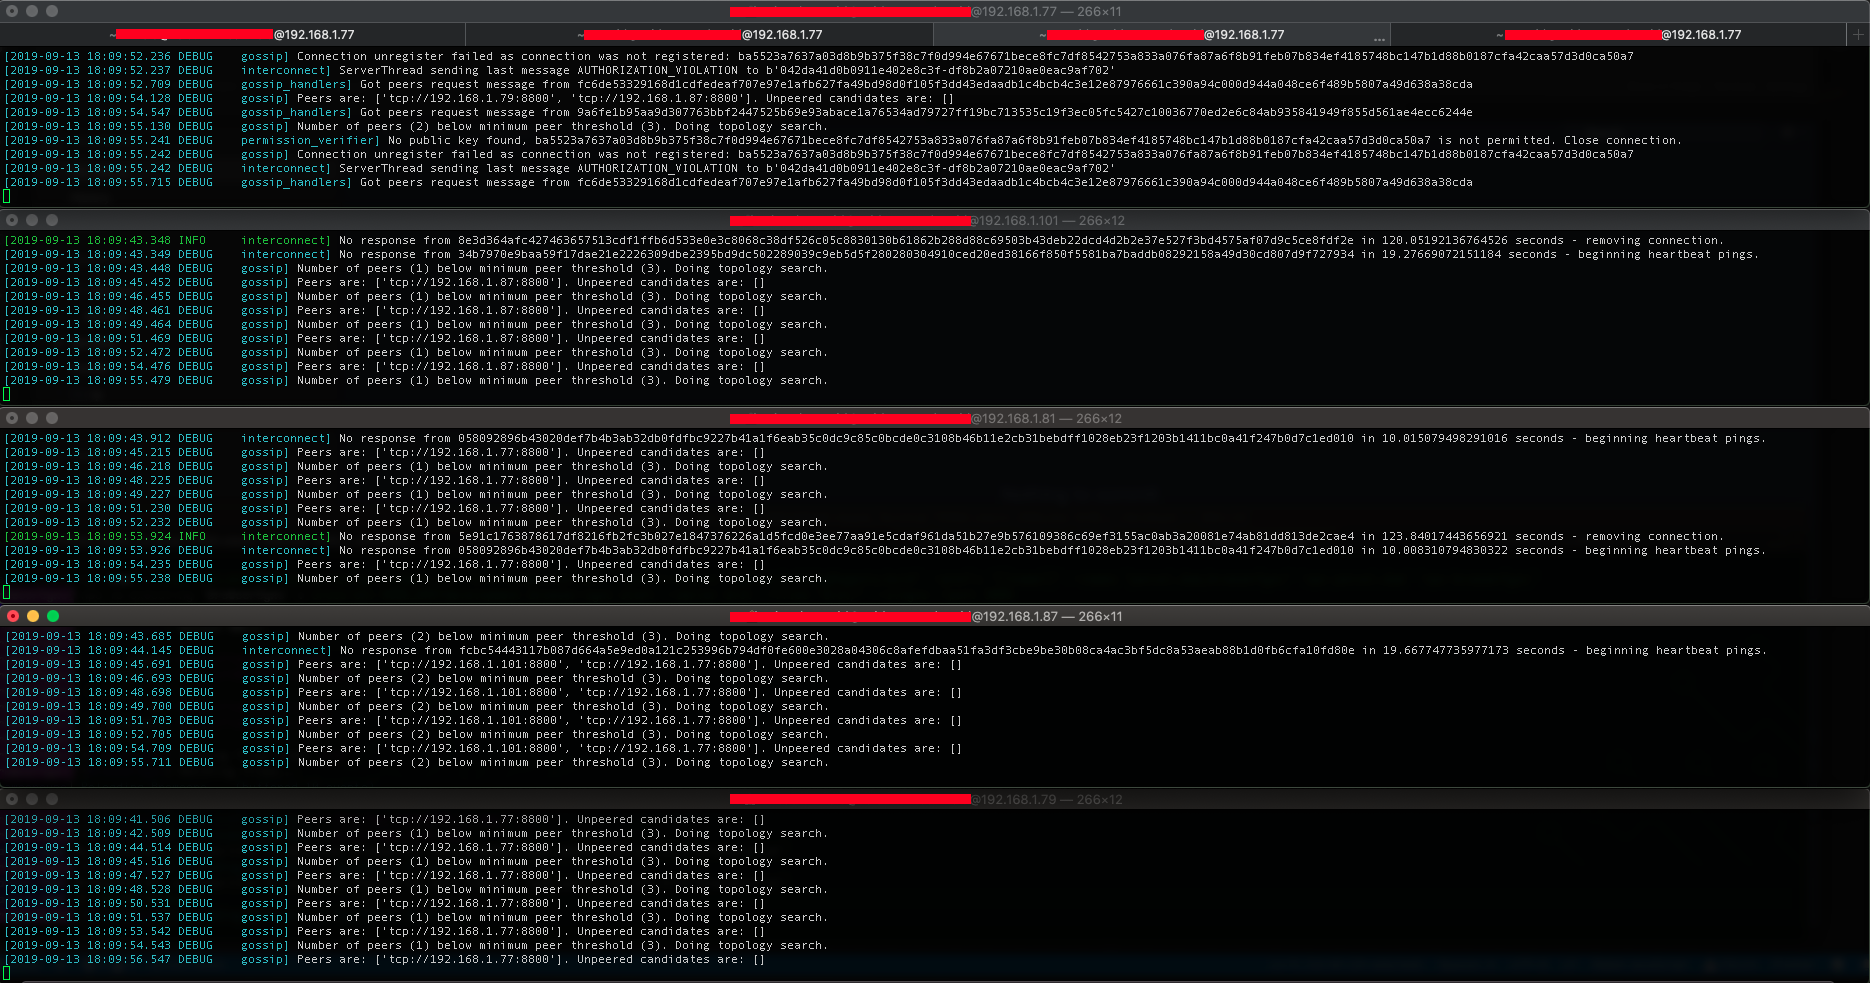 @192.168.1.77 — 266×11
~ @192.168.1.77 ~ @192.168.1.77 ~ @192.168.1.77 ... ~ @192.168.1.77 +
[2019-09-13 18:09:52.236 DEBUG    gossip] Connection unregister failed as connection was not registered: ba5523a7637a03d8b9b375f38c7f0d994e67671bece8fc7df8542753a833a076fa87a6f8b91feb07b834ef4185748bc147b1d88b0187cfa42caa57d3d0ca50a7
[2019-09-13 18:09:52.237 DEBUG    interconnect] ServerThread sending last message AUTHORIZATION_VIOLATION to b'042da41d0b0911e402e8c3f-df8b2a07210ae0eac9af702'
[2019-09-13 18:09:52.709 DEBUG    gossip_handlers] Got peers request message from fc6de53329168d1cdfedeaf707e97e1afb627fa49bd98d0f105f3dd43edaadb1c4bcb4c3e12e87976661c390a94c000d944a048ce6f489b5807a49d638a38cda
[2019-09-13 18:09:54.128 DEBUG    gossip] Peers are: ['tcp://192.168.1.79:8800', 'tcp://192.168.1.87:8800']. Unpeered candidates are: []
[2019-09-13 18:09:54.547 DEBUG    gossip_handlers] Got peers request message from 9a6fe1b95aa9d307763bbf2447525b69e93abace1a76534ad79727ff19bc713535c19f3ec05fc5427c10036770ed2e6c84ab935841949f855d561ae4ecc6244e
[2019-09-13 18:09:55.130 DEBUG    gossip] Number of peers (2) below minimum peer threshold (3). Doing topology search.
[2019-09-13 18:09:55.241 DEBUG    permission_verifier] No public key found, ba5523a7637a03d8b9b375f38c7f0d994e67671bece8fc7df8542753a833a076fa87a6f8b91feb07b834ef4185748bc147b1d88b0187cfa42caa57d3d0ca50a7 is not permitted. Close connection.
[2019-09-13 18:09:55.242 DEBUG    gossip] Connection unregister failed as connection was not registered: ba5523a7637a03d8b9b375f38c7f0d994e67671bece8fc7df8542753a833a076fa87a6f8b91feb07b834ef4185748bc147b1d88b0187cfa42caa57d3d0ca50a7
[2019-09-13 18:09:55.242 DEBUG    interconnect] ServerThread sending last message AUTHORIZATION_VIOLATION to b'042da41d0b0911e402e8c3f-df8b2a07210ae0eac9af702'
[2019-09-13 18:09:55.715 DEBUG    gossip_handlers] Got peers request message from fc6de53329168d1cdfedeaf707e97e1afb627fa49bd98d0f105f3dd43edaadb1c4bcb4c3e12e87976661c390a94c000d944a048ce6f489b5807a49d638a38cda
@192.168.1.101 — 266×12
[2019-09-13 18:09:43.348 INFO     interconnect] No response from 8e3d364afc427463657513cdf1ffb6d533e0e3c8068c38df526c05c8830130b61862b288d88c69503b43deb22dcd4d2b2e37e527f3bd4575af07d9c5ce8fdf2e in 120.05192136764526 seconds - removing connection.
[2019-09-13 18:09:43.349 DEBUG    interconnect] No response from 34b7970e9baa59f17dae21e2226309dbe2395bd9dc502289039c9eb5d5f280280304910ced20ed38166f850f5581ba7baddb08292158a49d30cd807d9f727934 in 19.27669072151184 seconds - beginning heartbeat pings.
[2019-09-13 18:09:43.448 DEBUG    gossip] Number of peers (1) below minimum peer threshold (3). Doing topology search.
[2019-09-13 18:09:45.452 DEBUG    gossip] Peers are: ['tcp://192.168.1.87:8800']. Unpeered candidates are: []
[2019-09-13 18:09:46.455 DEBUG    gossip] Number of peers (1) below minimum peer threshold (3). Doing topology search.
[2019-09-13 18:09:48.461 DEBUG    gossip] Peers are: ['tcp://192.168.1.87:8800']. Unpeered candidates are: []
[2019-09-13 18:09:49.464 DEBUG    gossip] Number of peers (1) below minimum peer threshold (3). Doing topology search.
[2019-09-13 18:09:51.469 DEBUG    gossip] Peers are: ['tcp://192.168.1.87:8800']. Unpeered candidates are: []
[2019-09-13 18:09:52.472 DEBUG    gossip] Number of peers (1) below minimum peer threshold (3). Doing topology search.
[2019-09-13 18:09:54.476 DEBUG    gossip] Peers are: ['tcp://192.168.1.87:8800']. Unpeered candidates are: []
[2019-09-13 18:09:55.479 DEBUG    gossip] Number of peers (1) below minimum peer threshold (3). Doing topology search.
@192.168.1.81 — 266×12
[2019-09-13 18:09:43.912 DEBUG    interconnect] No response from 058092896b43020def7b4b3ab32db0fdfbc9227b41a1f6eab35c0dc9c85c0bcde0c3108b46b11e2cb31bebdff1028eb23f1203b1411bc0a41f247b0d7c1ed010 in 10.015079498291016 seconds - beginning heartbeat pings.
[2019-09-13 18:09:45.215 DEBUG    gossip] Peers are: ['tcp://192.168.1.77:8800']. Unpeered candidates are: []
[2019-09-13 18:09:46.218 DEBUG    gossip] Number of peers (1) below minimum peer threshold (3). Doing topology search.
[2019-09-13 18:09:48.225 DEBUG    gossip] Peers are: ['tcp://192.168.1.77:8800']. Unpeered candidates are: []
[2019-09-13 18:09:49.227 DEBUG    gossip] Number of peers (1) below minimum peer threshold (3). Doing topology search.
[2019-09-13 18:09:51.230 DEBUG    gossip] Peers are: ['tcp://192.168.1.77:8800']. Unpeered candidates are: []
[2019-09-13 18:09:52.232 DEBUG    gossip] Number of peers (1) below minimum peer threshold (3). Doing topology search.
[2019-09-13 18:09:53.924 INFO     interconnect] No response from 5e91c1763878617df8216fb2fc3b027e1847376226a1d5fcd0e3ee77aa91e5cdaf961da51b27e9b576109386c69ef3155ac0ab3a20081e74ab81dd813de2cae4 in 123.84017443656921 seconds - removing connection.
[2019-09-13 18:09:53.926 DEBUG    interconnect] No response from 058092896b43020def7b4b3ab32db0fdfbc9227b41a1f6eab35c0dc9c85c0bcde0c3108b46b11e2cb31bebdff1028eb23f1203b1411bc0a41f247b0d7c1ed010 in 10.008310794830322 seconds - beginning heartbeat pings.
[2019-09-13 18:09:54.235 DEBUG    gossip] Peers are: ['tcp://192.168.1.77:8800']. Unpeered candidates are: []
[2019-09-13 18:09:55.238 DEBUG    gossip] Number of peers (1) below minimum peer threshold (3). Doing topology search.
@192.168.1.87 — 266×11
[2019-09-13 18:09:43.685 DEBUG    gossip] Number of peers (2) below minimum peer threshold (3). Doing topology search.
[2019-09-13 18:09:44.145 DEBUG    interconnect] No response from fcbc54443117b087d664a5e9ed0a121c253996b794df0fe600e3028a04306c8afefdbaa51fa3df3cbe9be30b08ca4ac3bf5dc8a53aeab88b1d0fb6cfa10fd80e in 19.667747735977173 seconds - beginning heartbeat pings.
[2019-09-13 18:09:45.691 DEBUG    gossip] Peers are: ['tcp://192.168.1.101:8800', 'tcp://192.168.1.77:8800']. Unpeered candidates are: []
[2019-09-13 18:09:46.693 DEBUG    gossip] Number of peers (2) below minimum peer threshold (3). Doing topology search.
[2019-09-13 18:09:48.698 DEBUG    gossip] Peers are: ['tcp://192.168.1.101:8800', 'tcp://192.168.1.77:8800']. Unpeered candidates are: []
[2019-09-13 18:09:49.700 DEBUG    gossip] Number of peers (2) below minimum peer threshold (3). Doing topology search.
[2019-09-13 18:09:51.703 DEBUG    gossip] Peers are: ['tcp://192.168.1.101:8800', 'tcp://192.168.1.77:8800']. Unpeered candidates are: []
[2019-09-13 18:09:52.705 DEBUG    gossip] Number of peers (2) below minimum peer threshold (3). Doing topology search.
[2019-09-13 18:09:54.709 DEBUG    gossip] Peers are: ['tcp://192.168.1.101:8800', 'tcp://192.168.1.77:8800']. Unpeered candidates are: []
[2019-09-13 18:09:55.711 DEBUG    gossip] Number of peers (2) below minimum peer threshold (3). Doing topology search.
@192.168.1.79 — 266×12
[2019-09-13 18:09:41.506 DEBUG    gossip] Peers are: ['tcp://192.168.1.77:8800']. Unpeered candidates are: []
[2019-09-13 18:09:42.509 DEBUG    gossip] Number of peers (1) below minimum peer threshold (3). Doing topology search.
[2019-09-13 18:09:44.514 DEBUG    gossip] Peers are: ['tcp://192.168.1.77:8800']. Unpeered candidates are: []
[2019-09-13 18:09:45.516 DEBUG    gossip] Number of peers (1) below minimum peer threshold (3). Doing topology search.
[2019-09-13 18:09:47.527 DEBUG    gossip] Peers are: ['tcp://192.168.1.77:8800']. Unpeered candidates are: []
[2019-09-13 18:09:48.528 DEBUG    gossip] Number of peers (1) below minimum peer threshold (3). Doing topology search.
[2019-09-13 18:09:50.531 DEBUG    gossip] Peers are: ['tcp://192.168.1.77:8800']. Unpeered candidates are: []
[2019-09-13 18:09:51.537 DEBUG    gossip] Number of peers (1) below minimum peer threshold (3). Doing topology search.
[2019-09-13 18:09:53.542 DEBUG    gossip] Peers are: ['tcp://192.168.1.77:8800']. Unpeered candidates are: []
[2019-09-13 18:09:54.543 DEBUG    gossip] Number of peers (1) below minimum peer threshold (3). Doing topology search.
[2019-09-13 18:09:56.547 DEBUG    gossip] Peers are: ['tcp://192.168.1.77:8800']. Unpeered candidates are: []